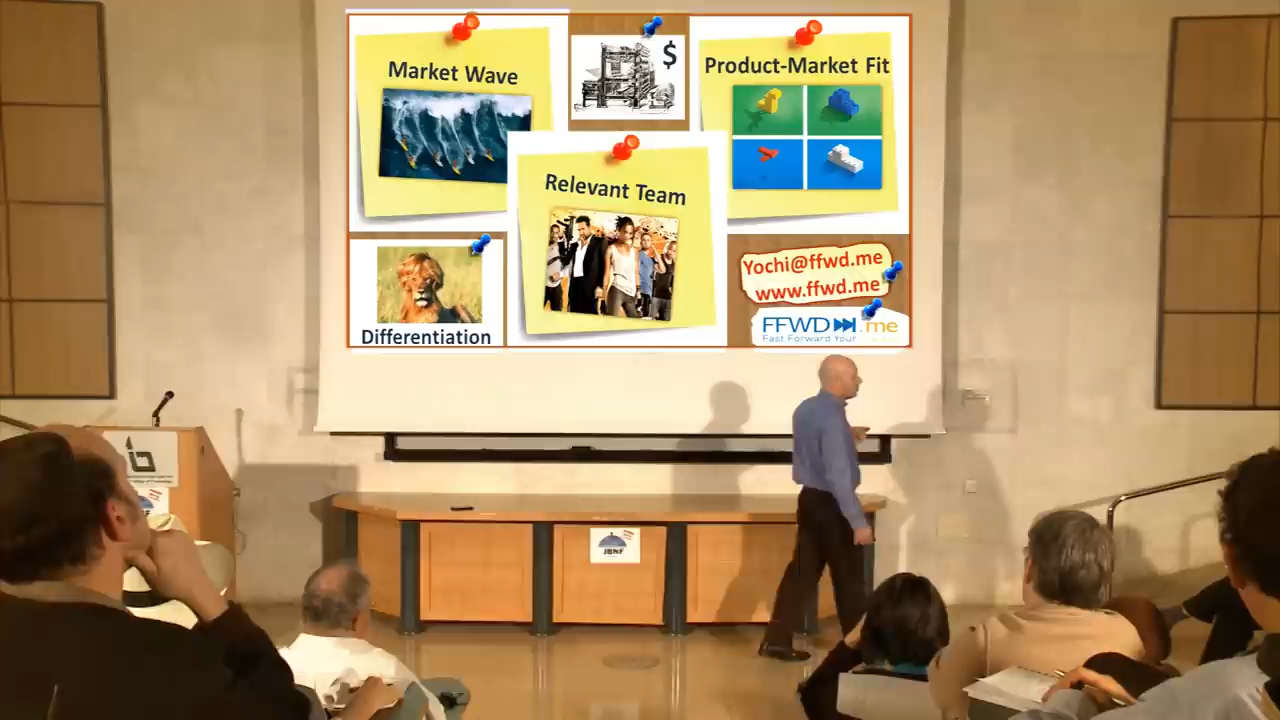 Market Wave
$
Product-Market Fit
Relevant Team
Differentiation
Yochi@ffwd.me
www.ffwd.me
FFWD .me
Fast Forward Your
JBNF